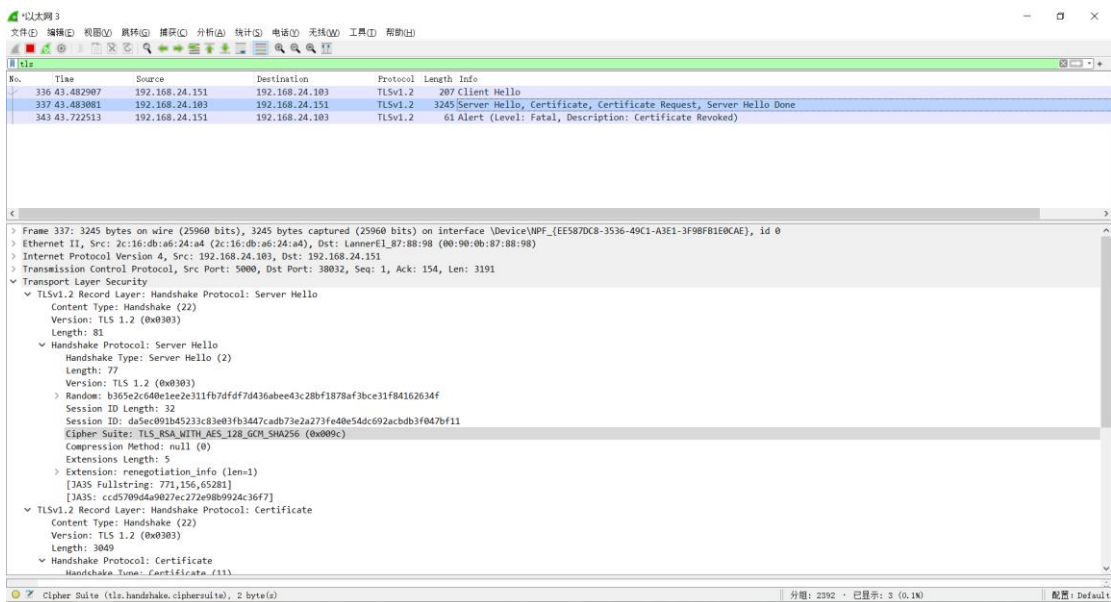 *以太网 3
文件(F) 编辑(E) 视图(V) 跳转(G) 捕获(C) 分析(A) 统计(S) 电话(Y) 无线(W) 工具(T) 帮助(H)
tls
No. Time Source Destination Protocol Length Info
336 43.482907 192.168.24.151 192.168.24.103 TLSv1.2 207 Client Hello
337 43.483081 192.168.24.103 192.168.24.151 TLSv1.2 3245 Server Hello, Certificate, Certificate Request, Server Hello Done
343 43.722513 192.168.24.151 192.168.24.103 TLSv1.2 61 Alert (Level: Fatal, Description: Certificate Revoked)
Frame 337: 3245 bytes on wire (25960 bits), 3245 bytes captured (25960 bits) on interface \Device\NPF_{EE587DC8-3536-49C1-A3E1-3F9BFB1E0CAE}, id 0
Ethernet II, Src: 2c:16:db:a6:24:a4 (2c:16:db:a6:24:a4), Dst: LannerEl_87:88:98 (00:90:0b:87:88:98)
Internet Protocol Version 4, Src: 192.168.24.103, Dst: 192.168.24.151
Transmission Control Protocol, Src Port: 5000, Dst Port: 38032, Seq: 1, Ack: 154, Len: 3191
Transport Layer Security
TLSv1.2 Record Layer: Handshake Protocol: Server Hello
Content Type: Handshake (22)
Version: TLS 1.2 (0x0303)
Length: 81
Handshake Protocol: Server Hello
Handshake Type: Server Hello (2)
Length: 77
Version: TLS 1.2 (0x0303)
Random: b365e2c640e1ee2e311fb7dfdf7d436abee43c28bf1878af3bce31f84162634f
Session ID Length: 32
Session ID: da5ec091b45233c83e03fb3447cadb73e2a273fe40e54dc692acbdb3f047bf11
Cipher Suite: TLS_RSA_WITH_AES_128_GCM_SHA256 (0x009c)
Compression Method: null (0)
Extensions Length: 5
Extension: renegotiation_info (len=1)
[JA3S Fullstring: 771,156,65281]
[JA3S: ccd5709d4a9027ec272e98b9924c36f7]
TLSv1.2 Record Layer: Handshake Protocol: Certificate
Content Type: Handshake (22)
Version: TLS 1.2 (0x0303)
Length: 3049
Handshake Protocol: Certificate
Handshake Type: Certificate (11)
Cipher Suite (tls.handshake.ciphersuite), 2 byte(s) 分组: 2392 · 已显示: 3 (0.1%) 配置: Default